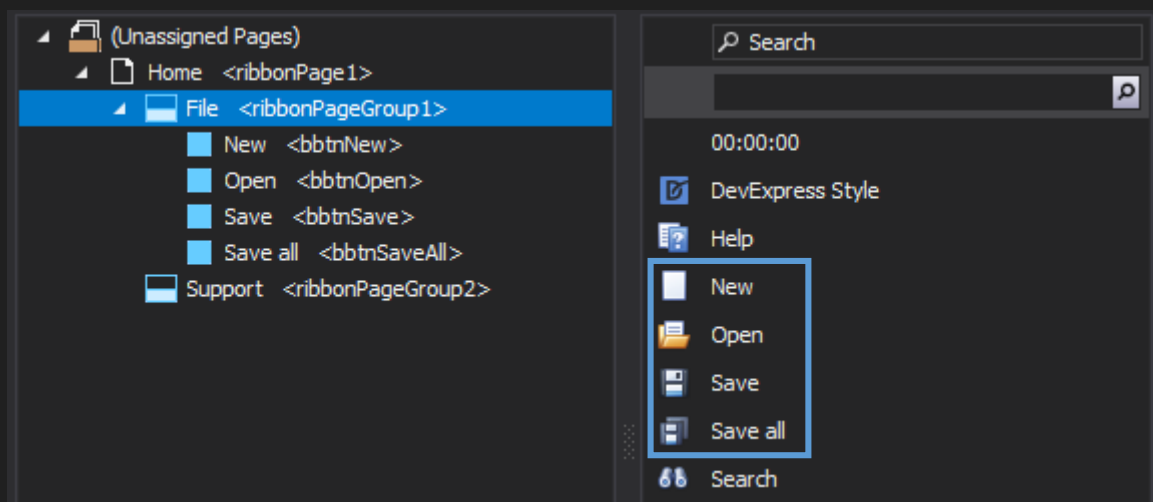 (Unassigned Pages)
Home <ribbonPage1>
File <ribbonPageGroup1>
New <bbtnNew>
Open <bbtnOpen>
Save <bbtnSave>
Save all <bbtnSaveAll>
Support <ribbonPageGroup2>
Search
00:00:00
DevExpress Style
Help
New
Open
Save
Save all
Search